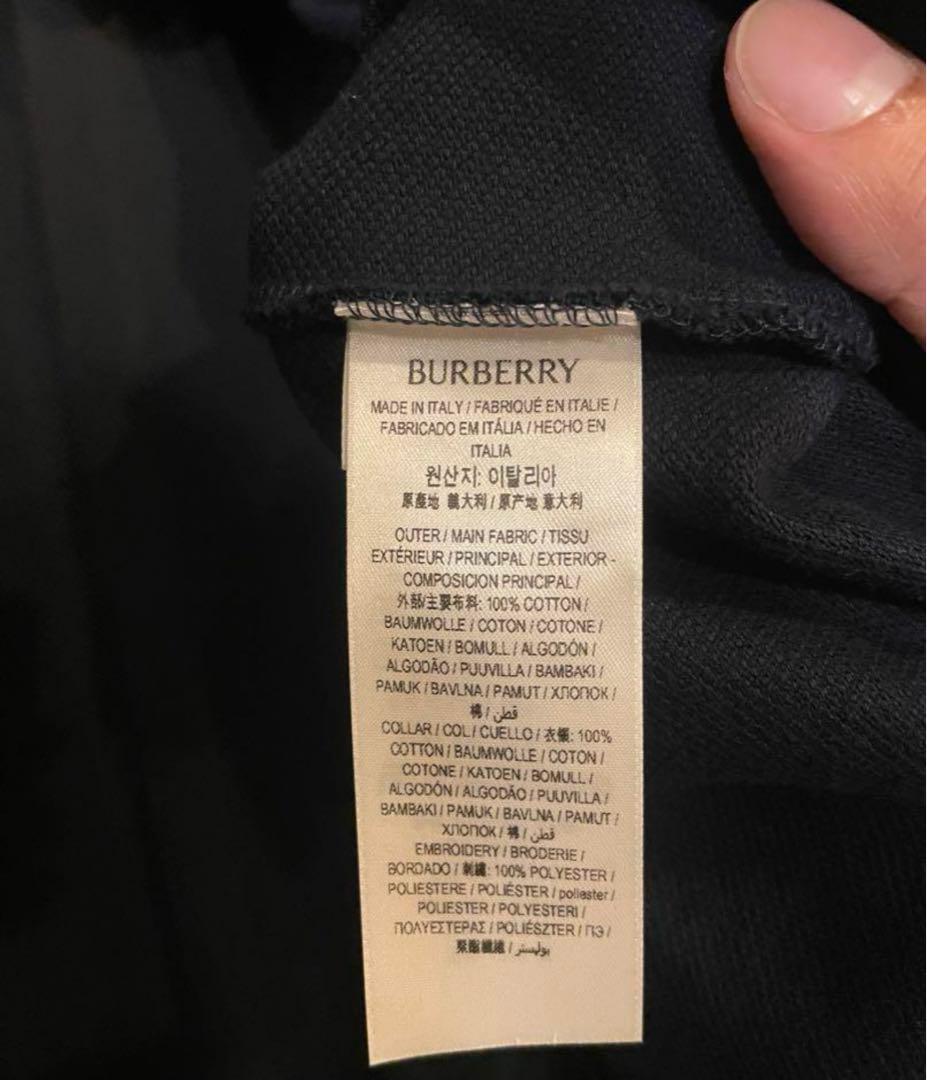 BURBERRY
MADE IN ITALY / FABRIQUÉ EN ITALIE /
FABRICADO EM ITÁLIA / HECHO EN
ITALIA
원산지: 이탈리아
原產地 義大利 / 原产地 意大利
OUTER / MAIN FABRIC / TISSU
EXTÉRIEUR / PRINCIPAL / EXTERIOR -
COMPOSICION PRINCIPAL /
外部/主要布料: 100% COTTON /
BAUMWOLLE / COTON / COTONE /
KATOEN / BOMULL / ALGODÓN /
ALGODÃO / PUUVILLA / BAMBAKI /
PAMUK / BAVLNA / PAMUT / ХЛОПОК /
棉 / قطن
COLLAR / COL / CUELLO / 衣領: 100%
COTTON / BAUMWOLLE / COTON /
COTONE / KATOEN / BOMULL /
ALGODÓN / ALGODÃO / PUUVILLA /
BAMBAKI / PAMUK / BAVLNA / PAMUT /
ХЛОПОК / 棉 / قطن
EMBROIDERY / BRODERIE /
BORDADO / 刺繡: 100% POLYESTER /
POLIESTERE / POLIÉSTER / poliester /
POLIESTER / POLYESTERI /
ΠΟΛΥΕΣΤΕΡΑΣ / POLIÉSZTER / ПЭ /
聚酯纖維 / بوليستر